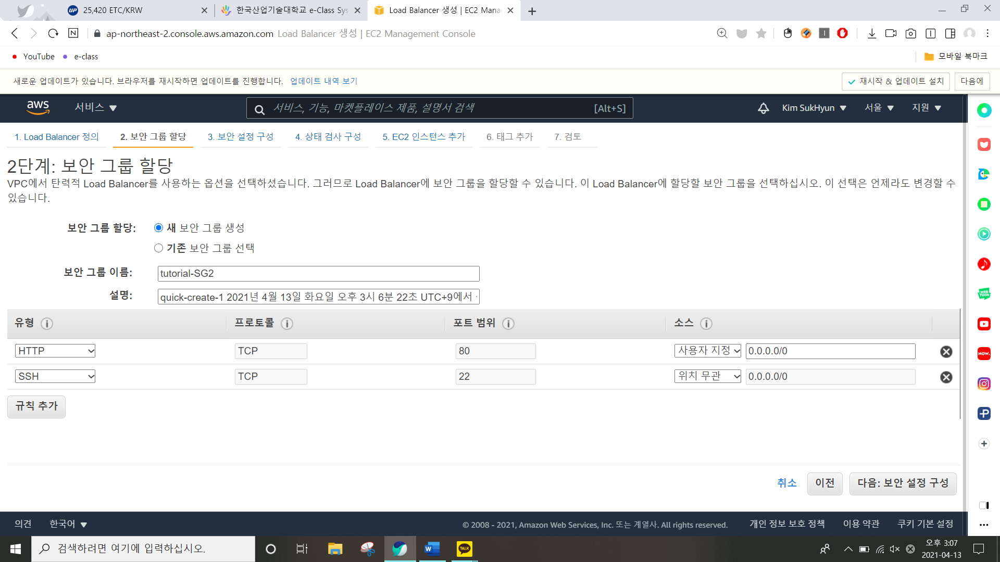 25,420 ETC/KRW
한국산업기술대학교 e-Class Sys
Load Balancer 생성 | EC2 Mana
ap-northeast-2.console.aws.amazon.com Load Balancer 생성 | EC2 Management Console
YouTube
e-class
모바일 북마크
새로운 업데이트가 있습니다. 브라우저를 재시작하면 업데이트를 진행합니다. 업데이트 내역 보기
재시작 & 업데이트 설치
다음에
aws
서비스
서비스, 기능, 마켓플레이스 제품, 설명서 검색
[Alt+S]
Kim SukHyun
서울
지원
1. Load Balancer 정의
2. 보안 그룹 할당
3. 보안 설정 구성
4. 상태 검사 구성
5. EC2 인스턴스 추가
6. 태그 추가
7. 검토
2단계: 보안 그룹 할당
VPC에서 탄력적 Load Balancer를 사용하는 옵션을 선택하셨습니다. 그러므로 Load Balancer에 보안 그룹을 할당할 수 있습니다. 이 Load Balancer에 할당할 보안 그룹을 선택하십시오. 이 선택은 언제라도 변경할 수
있습니다.
보안 그룹 할당:
새 보안 그룹 생성
기존 보안 그룹 선택
보안 그룹 이름:
tutorial-SG2
설명:
quick-create-1 2021년 4월 13일 화요일 오후 3시 6분 22초 UTC+9에서
유형
프로토콜
포트 범위
소스
HTTP
TCP
80
사용자 지정
0.0.0.0/0
SSH
TCP
22
위치 무관
0.0.0.0/0
규칙 추가
취소
이전
다음: 보안 설정 구성
의견
한국어
© 2008 - 2021, Amazon Web Services, Inc. 또는 계열사. All rights reserved.
개인 정보 보호 정책
이용 약관
쿠키 기본 설정
검색하려면 여기에 입력하십시오.
TALK
오후 3:07
2021-04-13
UP
N
WEB
TOON
NOW.